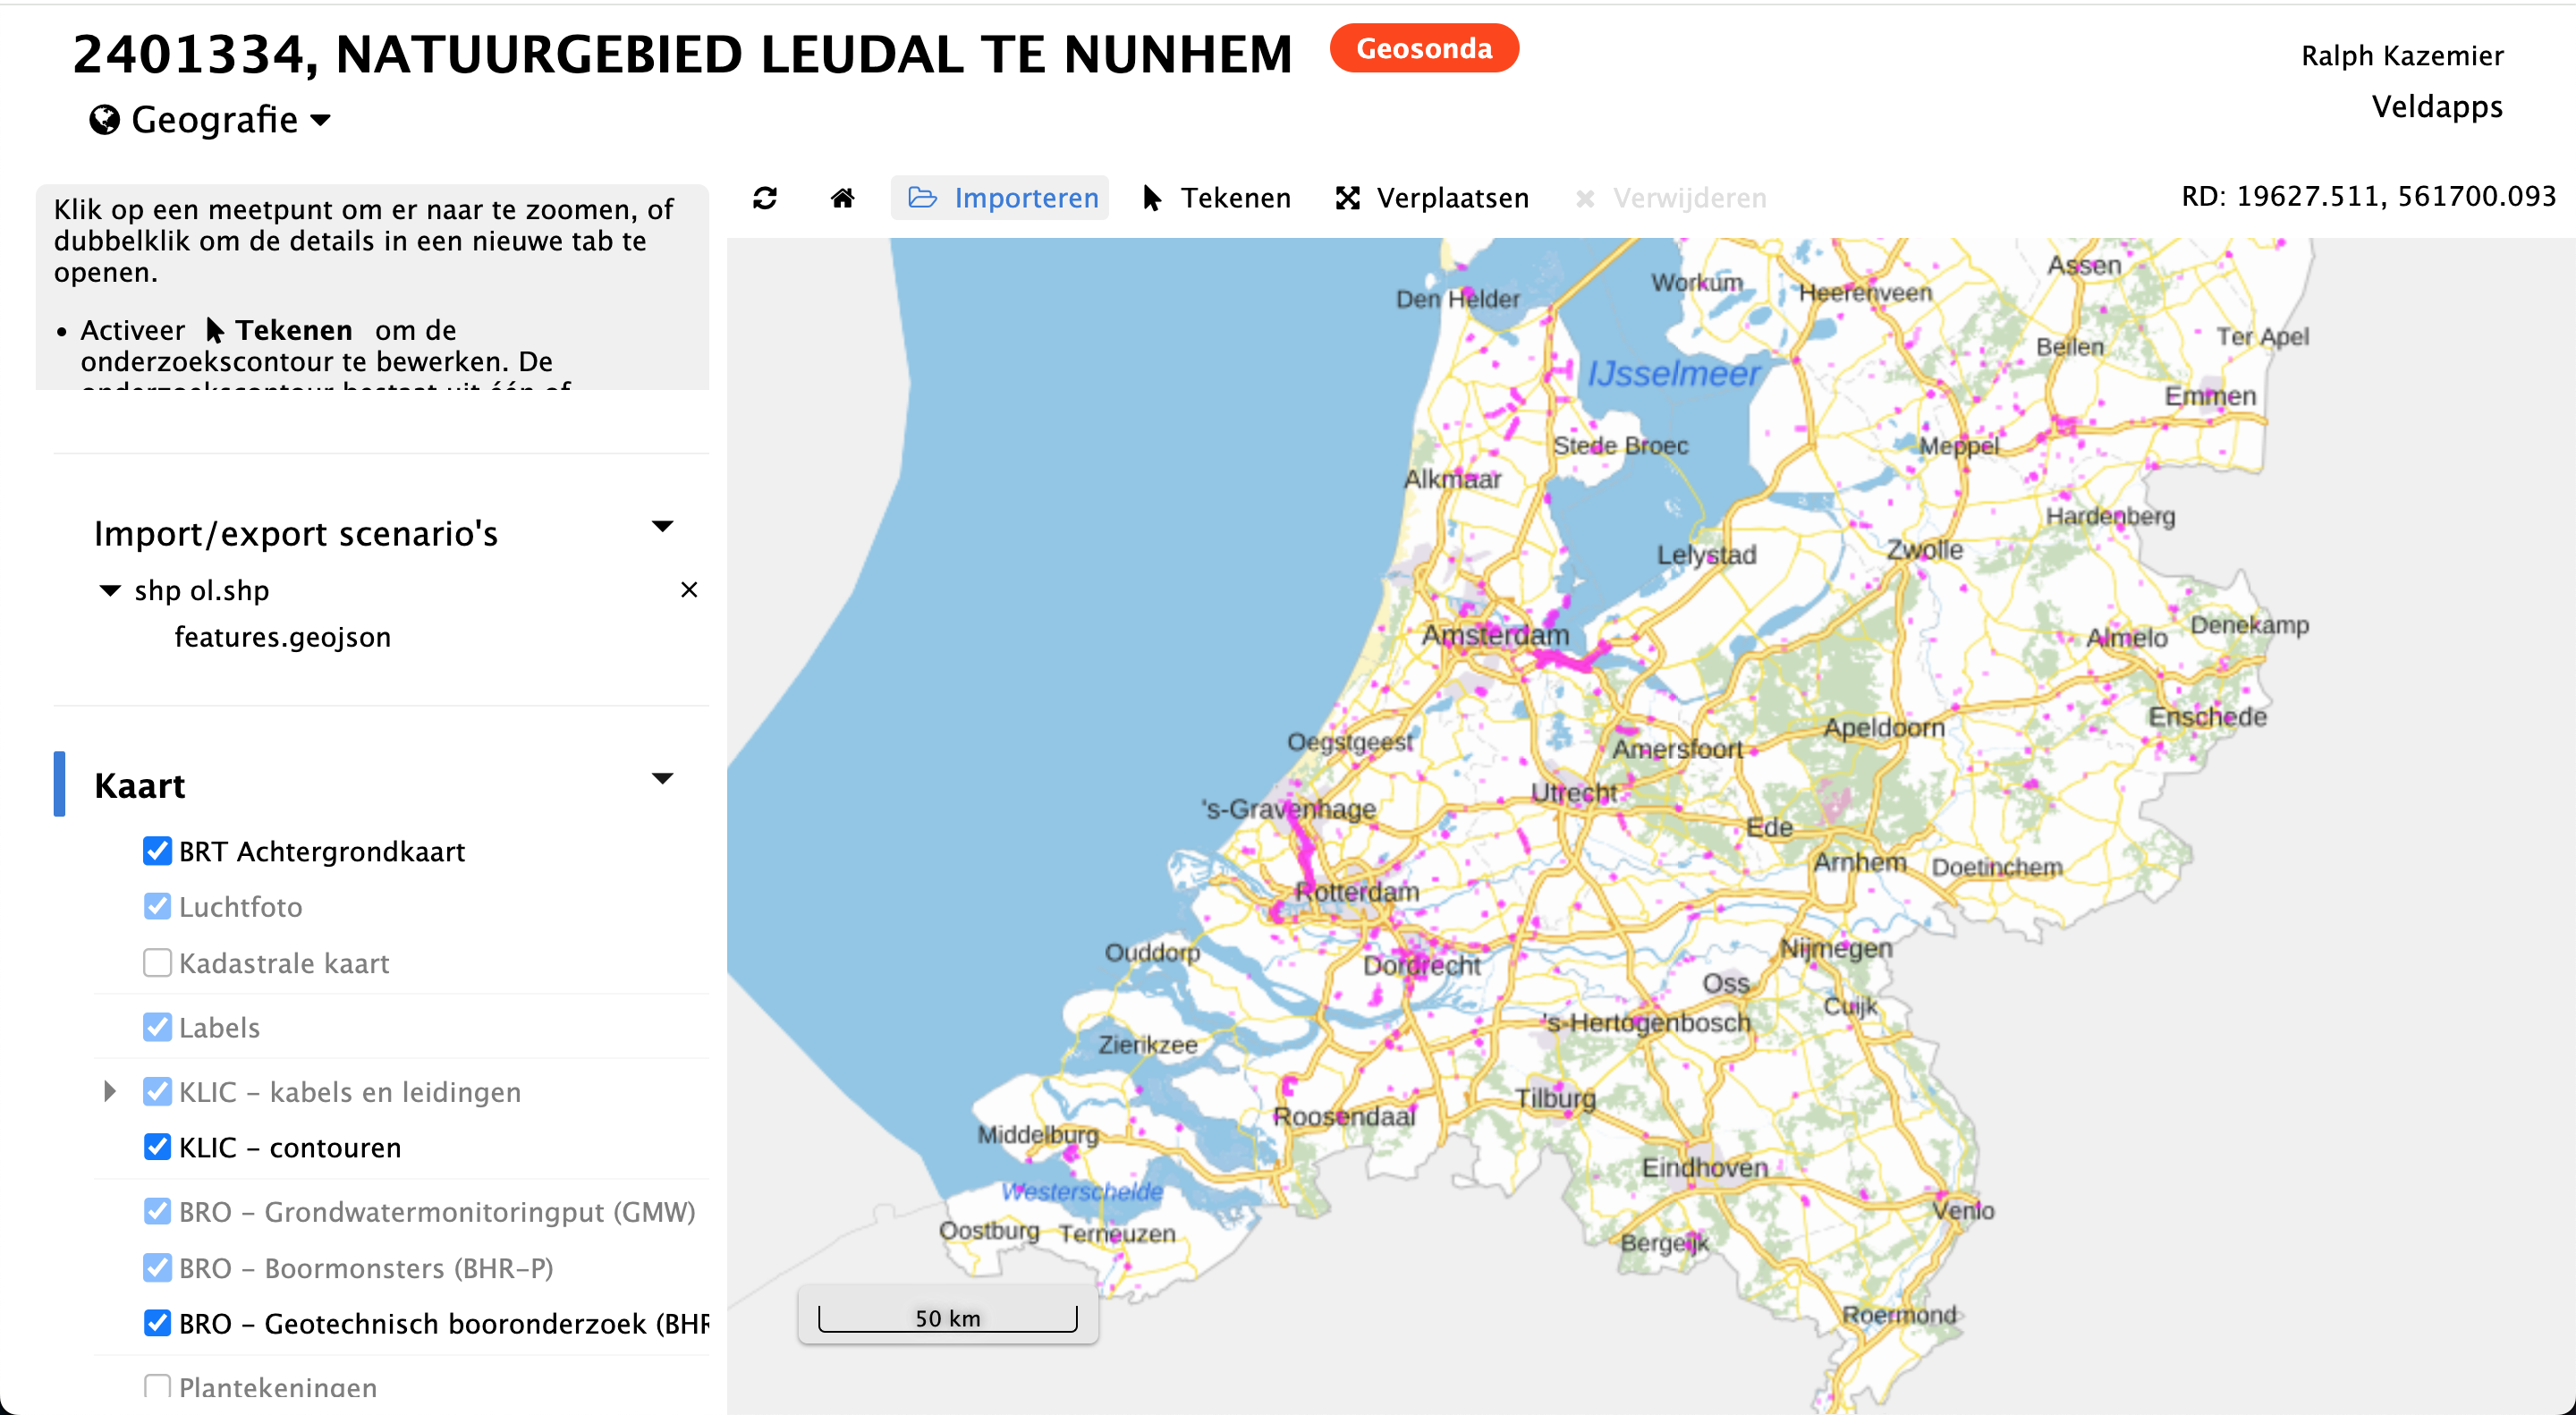 2401334, NATUURGEBIED LEUDAL TE NUNHEM
Geosonda
Ralph Kazemier
Veldapps
Geografie
Klik op een meetpunt om er naar te zoomen, of
dubbelklik om de details in een nieuwe tab te
openen.
• Activeer Tekenen om de
onderzoekscontour te bewerken. De
onderzoekscontour bestaat uit één of
Import/export scenario's
shp ol.shp
features.geojson
Kaart
BRT Achtergrondkaart
Luchtfoto
Kadastrale kaart
Labels
KLIC – kabels en leidingen
KLIC – contouren
BRO – Grondwatermonitoringput (GMW)
BRO – Boormonsters (BHR-P)
BRO – Geotechnisch booronderzoek (BHR
Plantekeningen
Importeren
Tekenen
Verplaatsen
Verwijderen
RD: 19627.511, 561700.093
Assen
Workum
Heerenveen
Den Helder
Ter Apel
Beilen
IJsselmeer
Emmen
Stede Broec
Meppel
Alkmaar
Hardenberg
Zwolle
Lelystad
Denekamp
Amsterdam
Almelo
Enschede
Apeldoorn
Oegstgeest
Amersfoort
Utrecht
's-Gravenhage
Ede
Arnhem
Doetinchem
Rotterdam
Nijmegen
Ouddorp
Dordrecht
Oss
Cuijk
's-Hertogenbosch
Zierikzee
Tilburg
Roosendaal
Middelburg
Eindhoven
Westerschelde
Venlo
Oostburg
Terneuzen
Bergeijk
Roermond
50 km